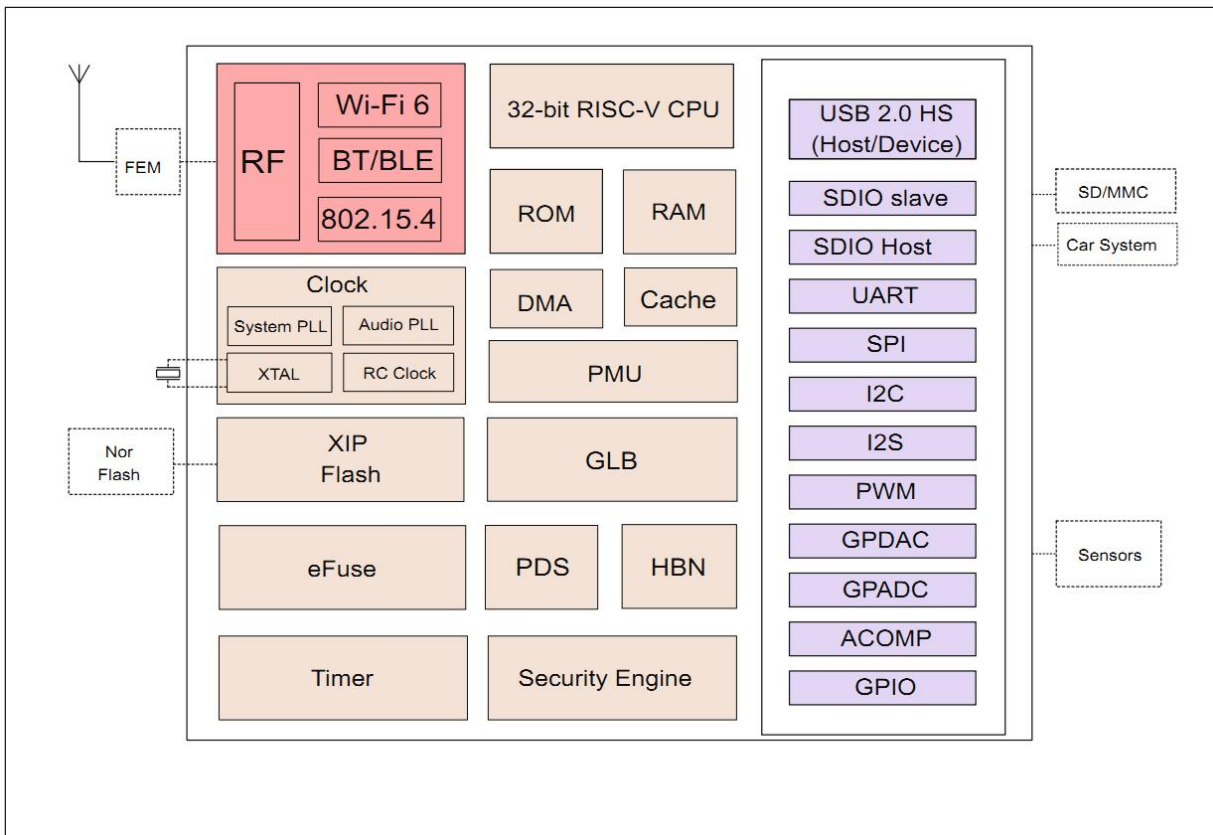 FEM
RF
Wi-Fi 6
BT/BLE
802.15.4
Clock
System PLL
Audio PLL
XTAL
RC Clock
Nor
Flash
XIP
Flash
eFuse
Timer
32-bit RISC-V CPU
ROM
RAM
DMA
Cache
PMU
GLB
PDS
HBN
Security Engine
USB 2.0 HS
(Host/Device)
SDIO slave
SDIO Host
UART
SPI
I2C
I2S
PWM
GPDAC
GPADC
ACOMP
GPIO
SD/MMC
Car System
Sensors